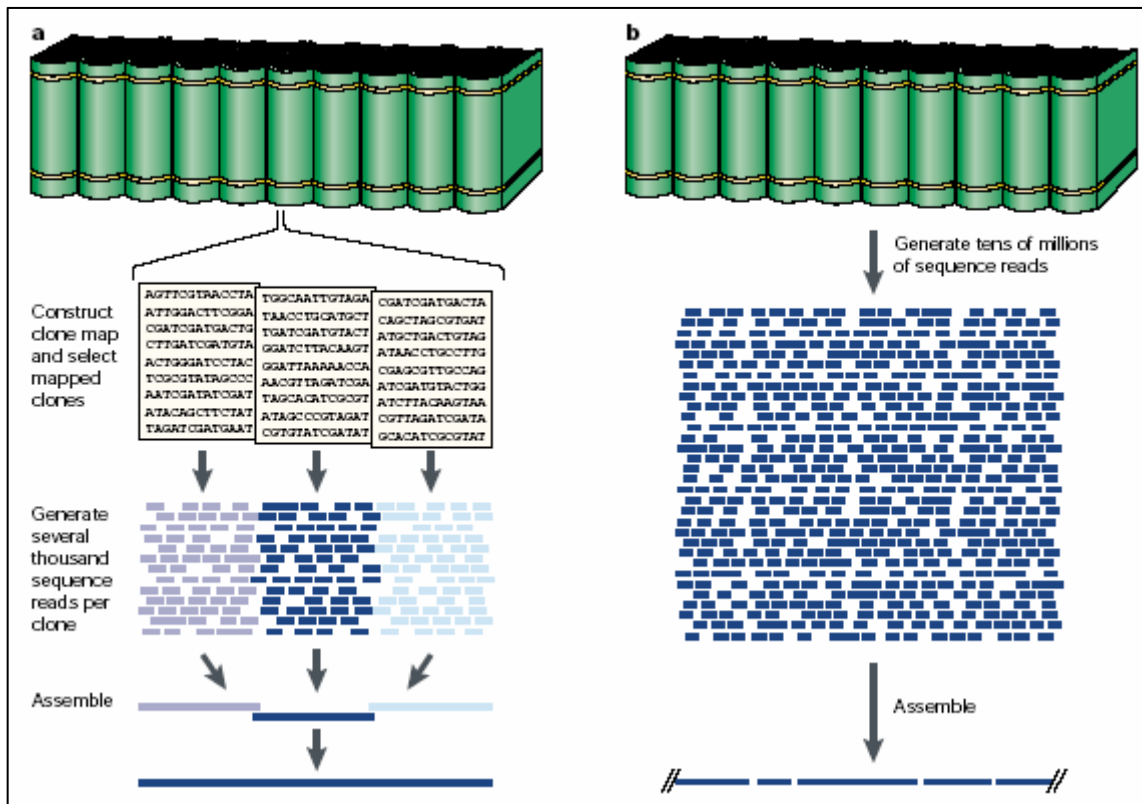 a
Construct
clone map
and select
mapped
clones
AGTTCGTAACCTA
ATTGGACTTCGGA
CGATCGATGACTG
CTTGATCGATGTA
ACTGGGATCCTAC
TCGCGTATAGCCC
AATCGATATCGAT
ATACAGCTTCTAT
TAGATCGATGAAT
TGGCAATTGTAGA
TAACCTGCATGCT
TGATCGATGTACT
GGATCTTACAAGT
GGATTAAAAACCA
AACGTTAGATCGA
TAGCACATCGCGT
ATAGCCCGTAGAT
CGTGTATCGATAT
CGATCGATGACTA
CAGCTAGCGTGAT
ATGCTGACTGTAG
ATAACCTGCCTTG
CGAGCGTTGCCAG
ATCGATGTACTGG
ATCTTACAAGTAA
CGTTAGATCGATA
GCACATCGCGTAT
Generate
several
thousand
sequence
reads per
clone
Assemble
b
Generate tens of millions
of sequence reads
Assemble